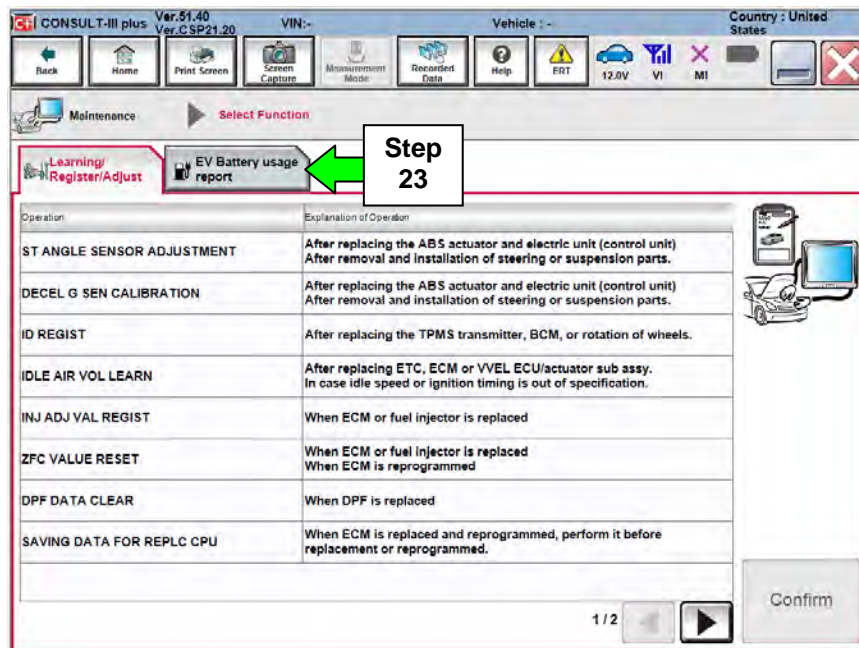 C+ CONSULT-III plus Ver.51.40 VIN:- Vehicle : - Country : United
Ver.CSP21.20 States
Back Home Print Screen Screen Capture Measurement Mode Recorded Data Help ERT 12.0V VI MI
Maintenance Select Function
Learning/ EV Battery usage
Register/Adjust report
Step
23
Operation Explanation of Operation
ST ANGLE SENSOR ADJUSTMENT After replacing the ABS actuator and electric unit (control unit)
After removal and installation of steering or suspension parts.
DECEL G SEN CALIBRATION After replacing the ABS actuator and electric unit (control unit)
After removal and installation of steering or suspension parts.
ID REGIST After replacing the TPMS transmitter, BCM, or rotation of wheels.
IDLE AIR VOL LEARN After replacing ETC, ECM or VVEL ECU/actuator sub assy.
In case idle speed or ignition timing is out of specification.
INJ ADJ VAL REGIST When ECM or fuel injector is replaced
ZFC VALUE RESET When ECM or fuel injector is replaced
When ECM is reprogrammed
DPF DATA CLEAR When DPF is replaced
SAVING DATA FOR REPLC CPU When ECM is replaced and reprogrammed, perform it before
replacement or reprogrammed.
1/2
Confirm